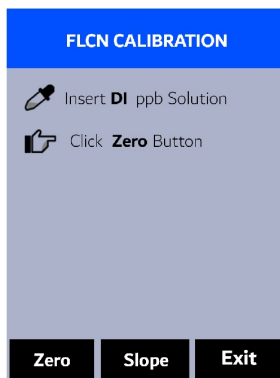 FLCN CALIBRATION
Insert DI ppb Solution
Click Zero Button
Zero Slope Exit